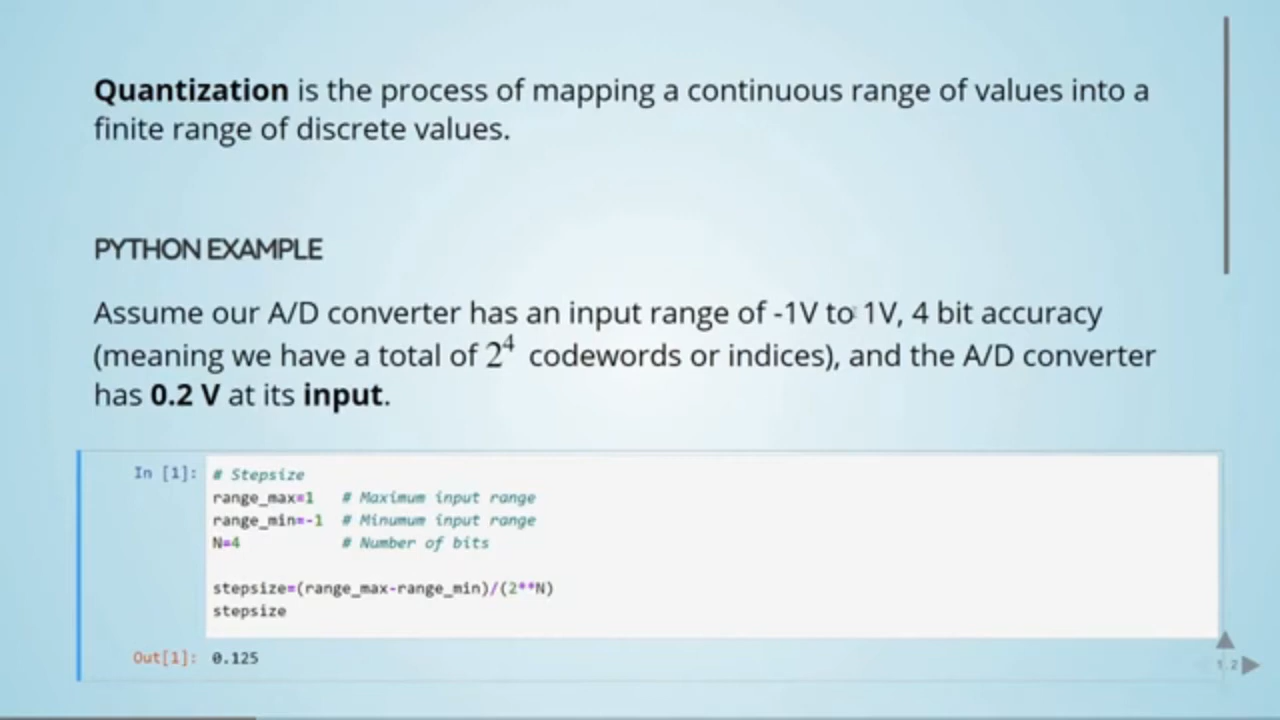 Quantization is the process of mapping a continuous range of values into a
finite range of discrete values.
PYTHON EXAMPLE
Assume our A/D converter has an input range of -1V to 1V, 4 bit accuracy
(meaning we have a total of 2⁴ codewords or indices), and the A/D converter
has 0.2 V at its input.
In [1]: # Stepsize
range_max=1 # Maximum input range
range_min=-1 # Minumum input range
N=4 # Number of bits
stepsize=(range_max-range_min)/(2**N)
stepsize
Out[1]: 0.125
1.2